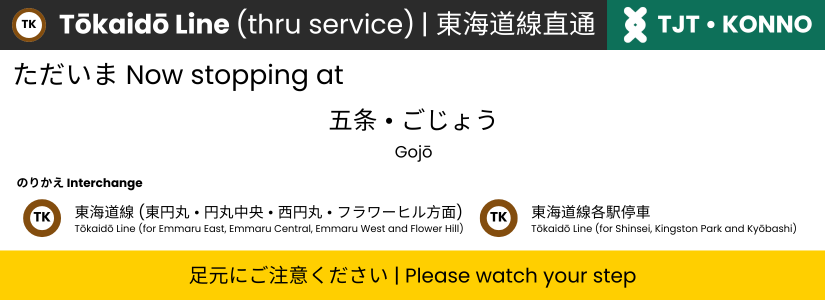 TK Tōkaidō Line (thru service) | 東海道線直通 TJT • KONNO
ただいま Now stopping at
五条 • ごじょう
Gojō
のりかえ Interchange
TK 東海道線 (東円丸 • 円丸中央 • 西円丸 • フラワーヒル方面)
Tōkaidō Line (for Emmaru East, Emmaru Central, Emmaru West and Flower Hill)
TK 東海道線各駅停車
Tōkaidō Line (for Shinsei, Kingston Park and Kyōbashi)
足元にご注意ください | Please watch your step